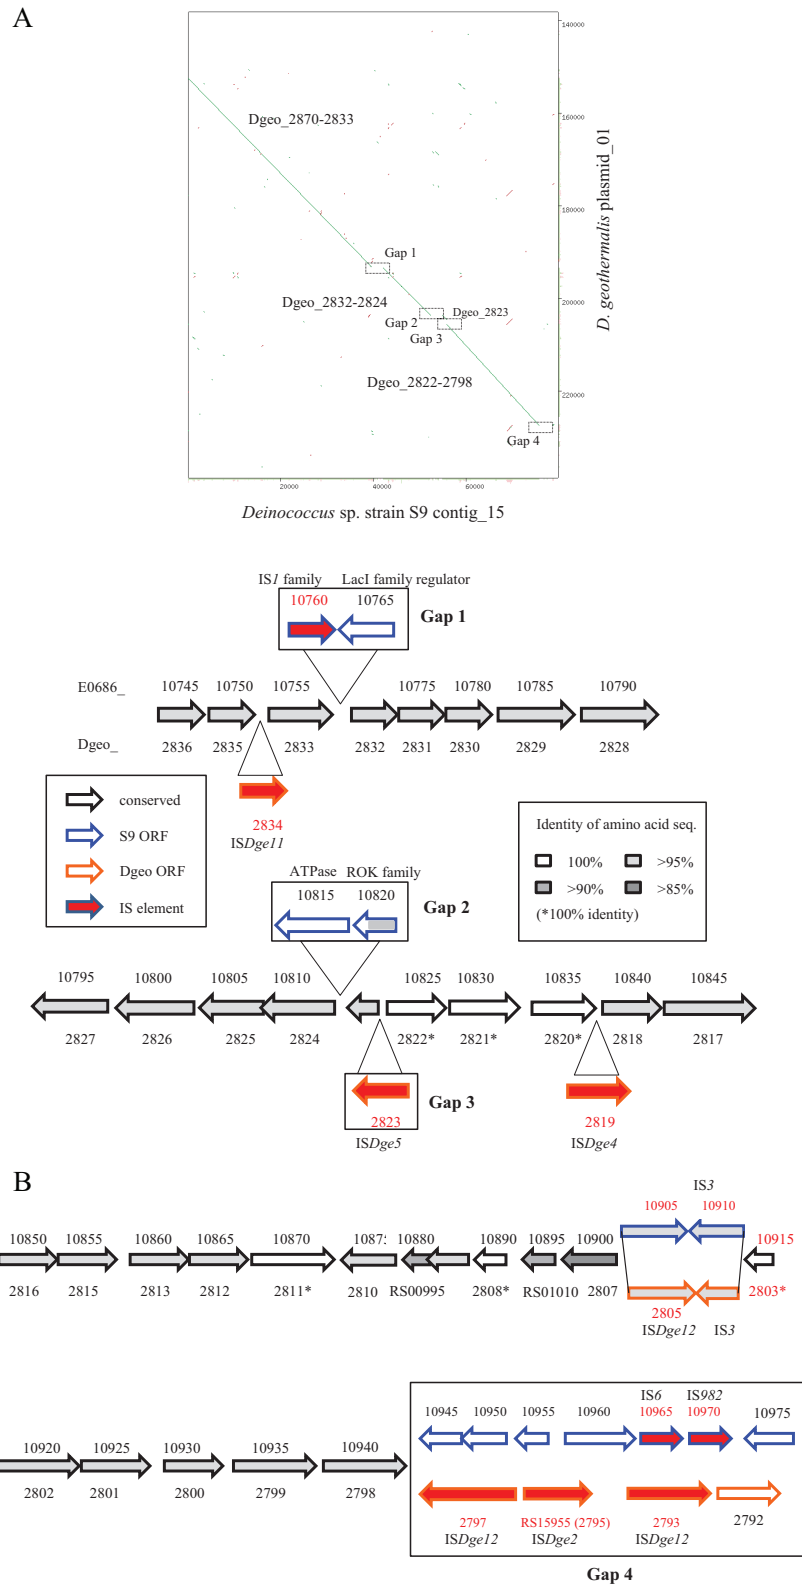 A
140000
Dgeo_2870-2833
160000
180000
Gap 1
Dgeo_2832-2824
Dgeo_2823
200000
Gap 2
Gap 3
Dgeo_2822-2798
220000
Gap 4
D. geothermalis plasmid_01
20000 40000 60000
Deinococcus sp. strain S9 contig_15
IS1 family LacI family regulator
10760 10765
Gap 1
E0686_ 10745 10750 10755 10775 10780 10785 10790
Dgeo_ 2836 2835 2833 2832 2831 2830 2829 2828
2834
ISDge11
conserved
S9 ORF
Dgeo ORF
IS element
Identity of amino acid seq.
100% >95%
>90% >85%
(*100% identity)
ATPase ROK family
10815 10820
Gap 2
10795 10800 10805 10810 10825 10830 10835 10840 10845
2827 2826 2825 2824 2822* 2821* 2820* 2818 2817
2823 Gap 3 2819
ISDge5 ISDge4
B
IS3
10905 10910
10850 10855 10860 10865 10870 1087 10880 10890 10895 10900 10915
2816 2815 2813 2812 2811* 2810 RS00995 2808* RS01010 2807 2803*
2805
ISDge12 IS3
IS6 IS982
10945 10950 10955 10960 10965 10970 10975
10920 10925 10930 10935 10940
2802 2801 2800 2799 2798
2797 RS15955 (2795) 2793 2792
ISDge12 ISDge2 ISDge12
Gap 4